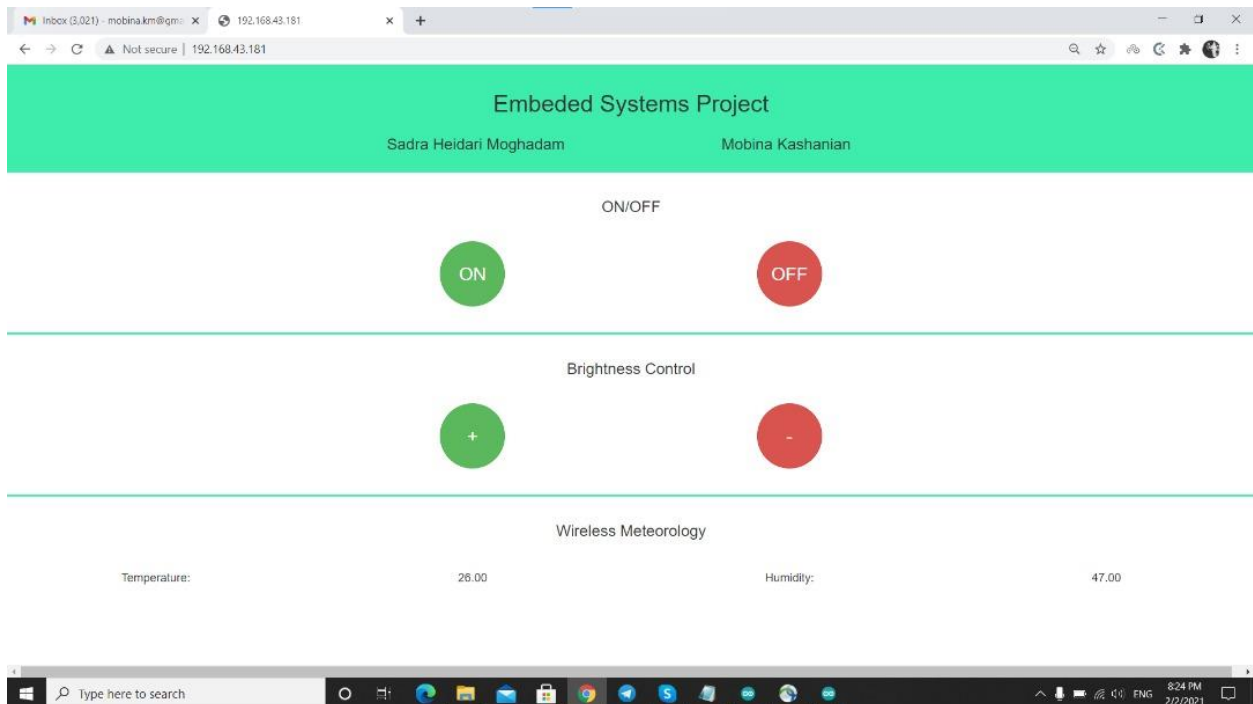 Inbox (3,021) - mobina.km@gm
192.168.43.181
Not secure | 192.168.43.181
Embeded Systems Project
Sadra Heidari Moghadam Mobina Kashanian
ON/OFF
ON OFF
Brightness Control
+ -
Wireless Meteorology
Temperature: 26.00 Humidity: 47.00
Type here to search
ENG
8:24 PM
2/2/2021